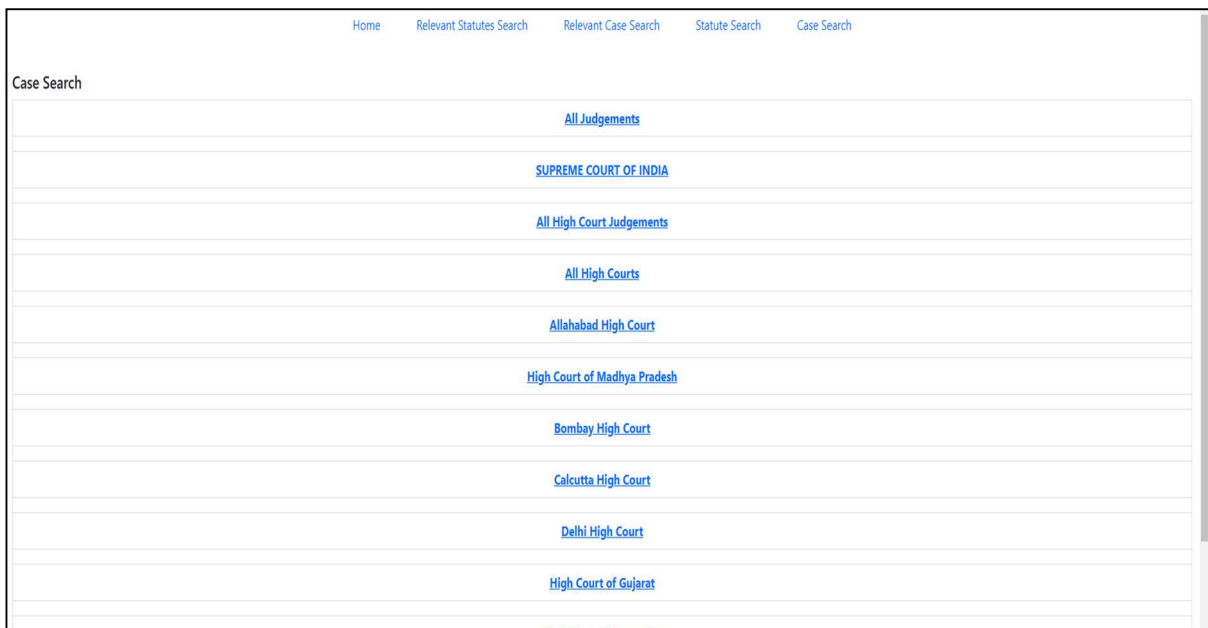 Home Relevant Statutes Search Relevant Case Search Statute Search Case Search
Case Search
All Judgements
SUPREME COURT OF INDIA
All High Court Judgements
All High Courts
Allahabad High Court
High Court of Madhya Pradesh
Bombay High Court
Calcutta High Court
Delhi High Court
High Court of Gujarat